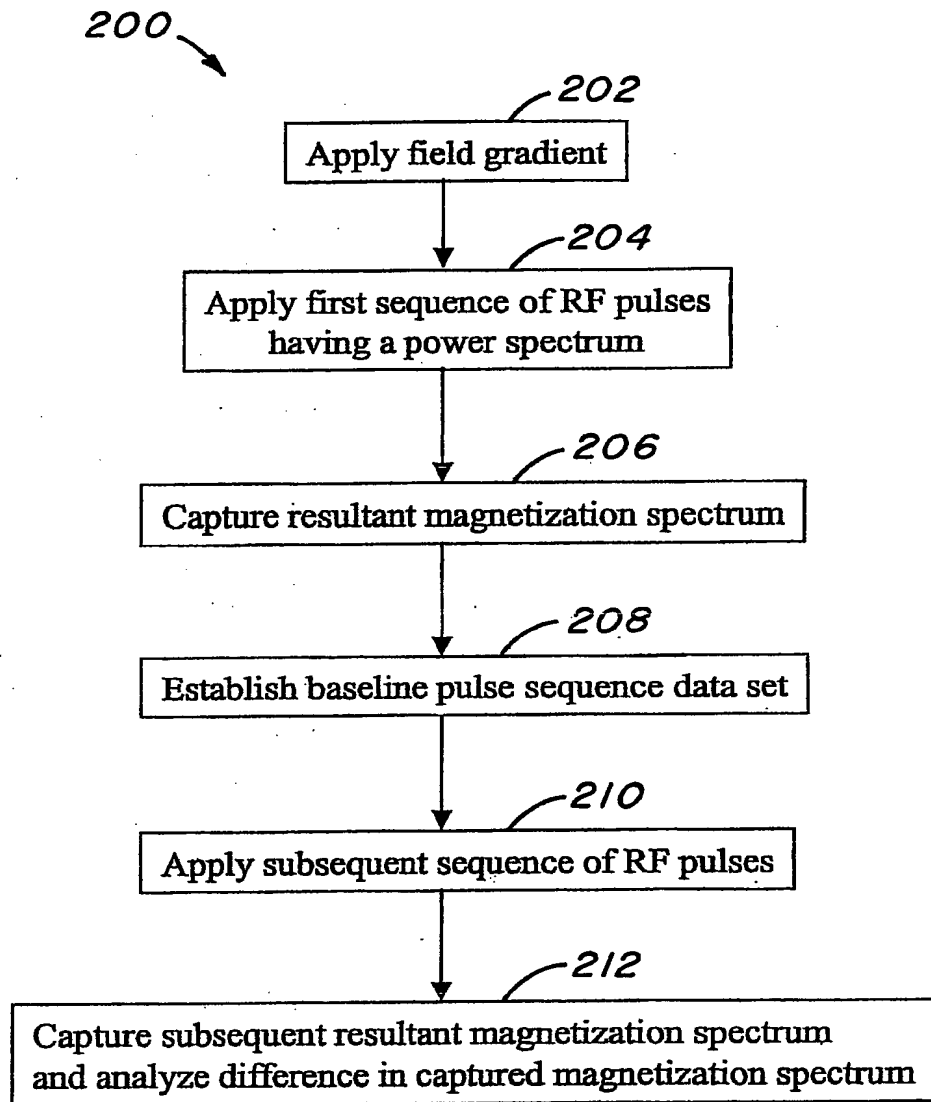 200
202
Apply field gradient
204
Apply first sequence of RF pulses
having a power spectrum
206
Capture resultant magnetization spectrum
208
Establish baseline pulse sequence data set
210
Apply subsequent sequence of RF pulses
212
Capture subsequent resultant magnetization spectrum
and analyze difference in captured magnetization spectrum